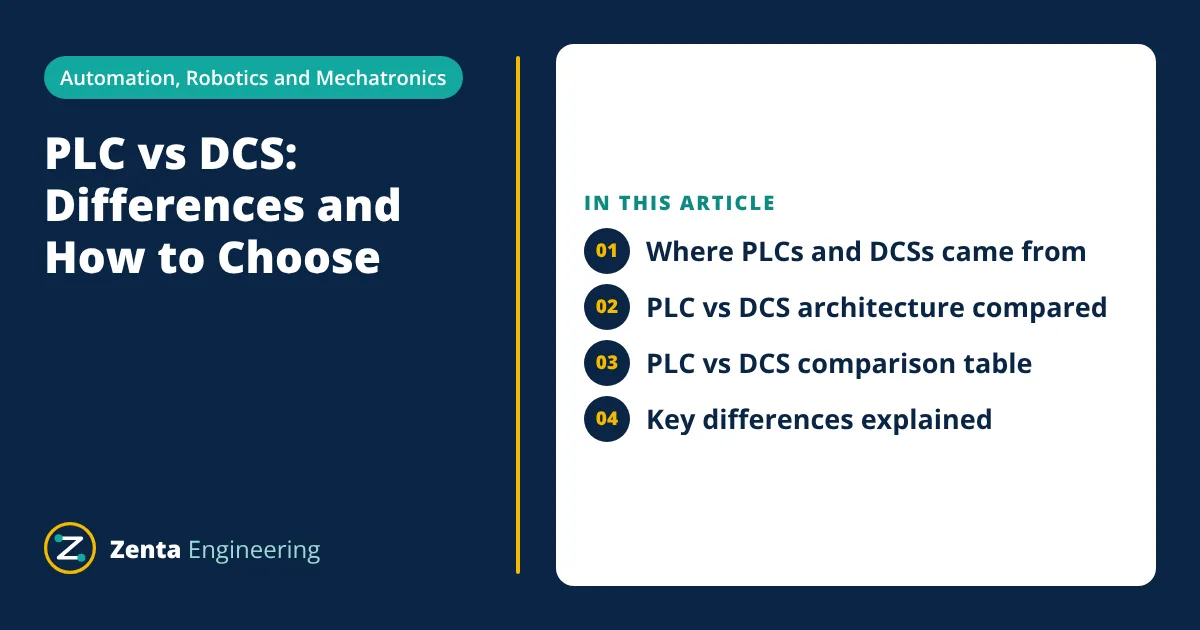 Automation, Robotics and Mechatronics
PLC vs DCS:
Differences and
How to Choose
Zenta Engineering
IN THIS ARTICLE
01 Where PLCs and DCSs came from
02 PLC vs DCS architecture compared
03 PLC vs DCS comparison table
04 Key differences explained